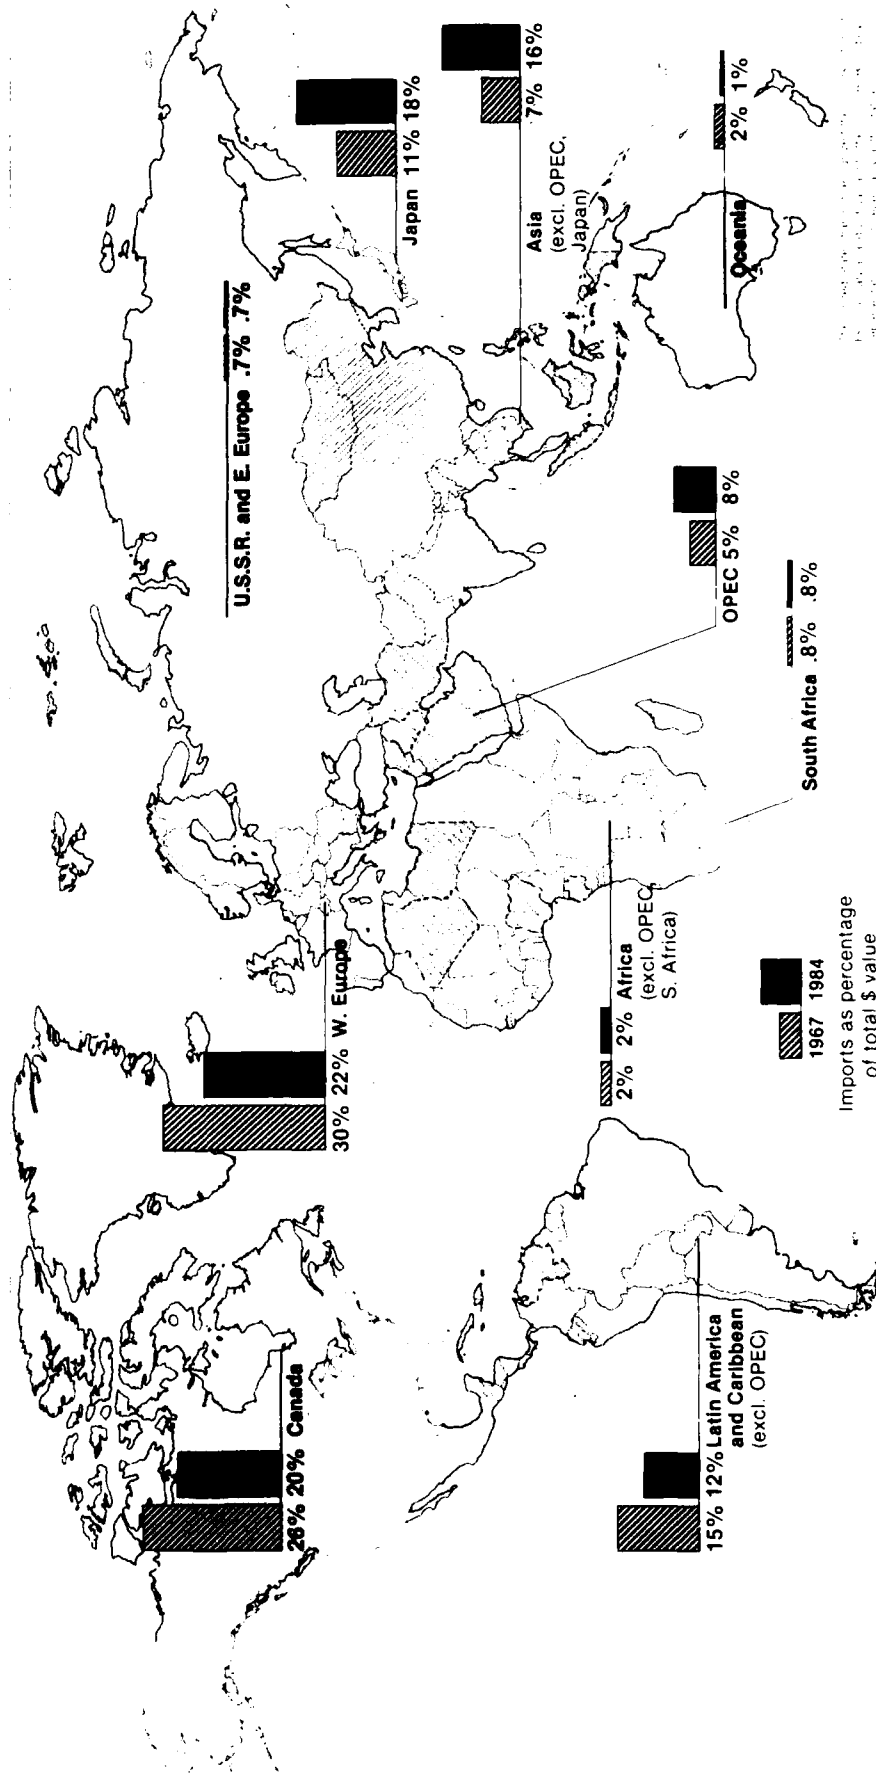 26% 20% Canada
30% 22% W. Europe
U.S.S.R. and E. Europe .7% .7%
Japan 11% 18%
Asia 7% 16%
(excl. OPEC,
Japan)
Oceania 2% 1%
OPEC 5% 8%
South Africa .8% .8%
2% 2% Africa
(excl. OPEC,
S. Africa)
15% 12% Latin America
and Caribbean
(excl. OPEC)
1967 1984
Imports as percentage
of total $ value